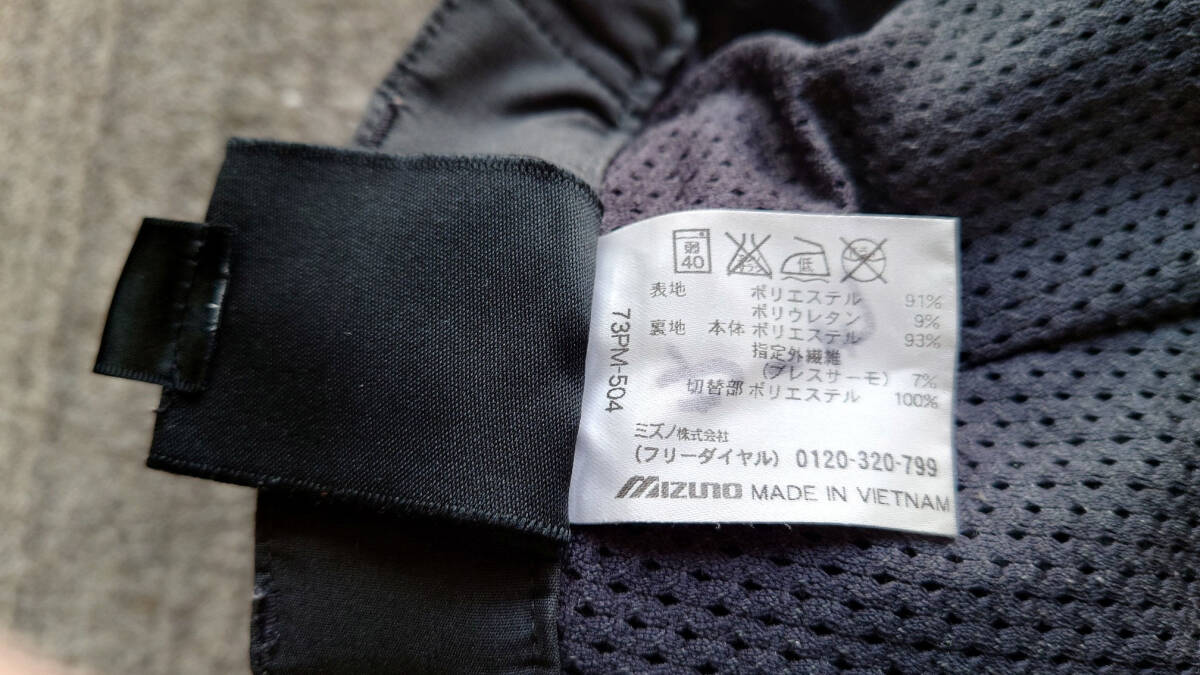 弱
40
低
表地 ポリエステル 91%
ポリウレタン 9%
裏地 本体 ポリエステル 93%
指定外繊維
(ブレスサーモ) 7%
切替部 ポリエステル 100%
ミズノ株式会社
(フリーダイヤル) 0120-320-799
MIZUNO MADE IN VIETNAM
73PM-504